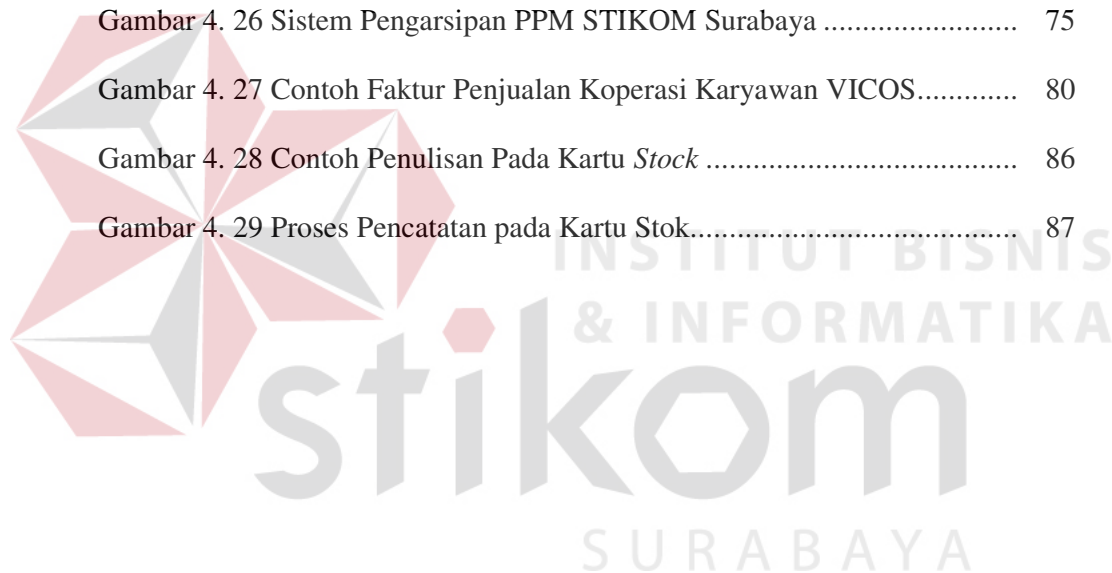 Gambar 4. 26 Sistem Pengarsipan PPM STIKOM Surabaya ........................ 75
Gambar 4. 27 Contoh Faktur Penjualan Koperasi Karyawan VICOS............. 80
Gambar 4. 28 Contoh Penulisan Pada Kartu Stock ...................................... 86
Gambar 4. 29 Proses Pencatatan pada Kartu Stok........................................ 87
INSTITUT BISNIS
& INFORMATIKA
stikom
SURABAYA